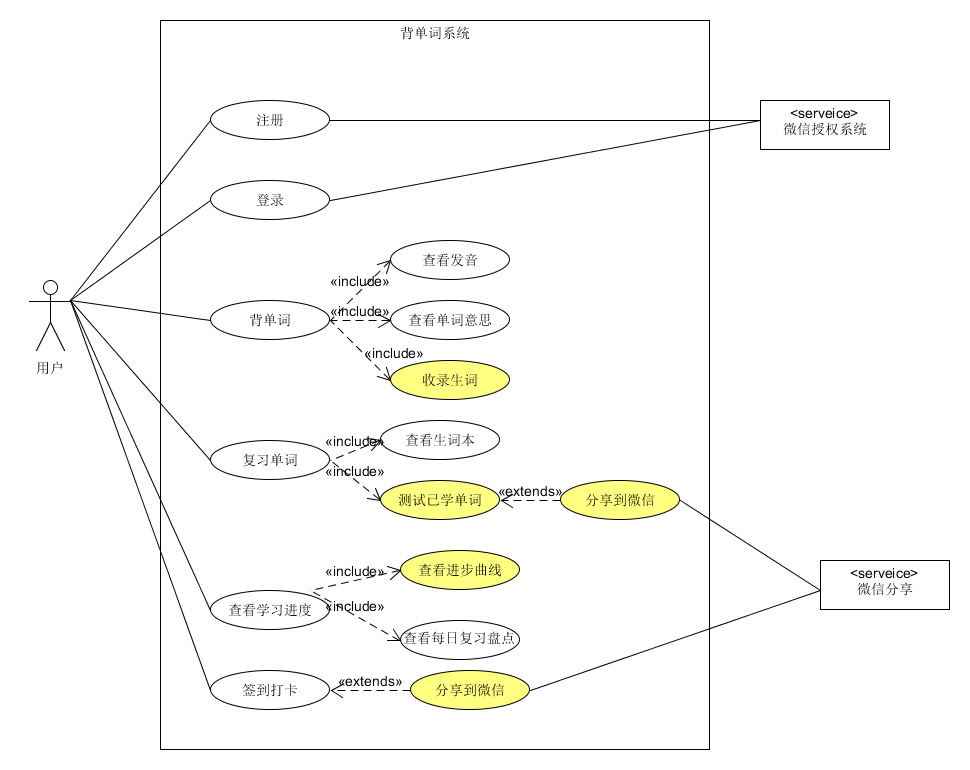 背单词系统
注册
<serveice>
微信授权系统
登录
查看发音
«include»
背单词
«include»
查看单词意思
«include»
收录生词
用户
复习单词
«include»
查看生词本
«include»
测试已学单词
«extends»
分享到微信
«include»
查看进步曲线
<serveice>
微信分享
查看学习进度
«include»
查看每日复习盘点
签到打卡
«extends»
分享到微信